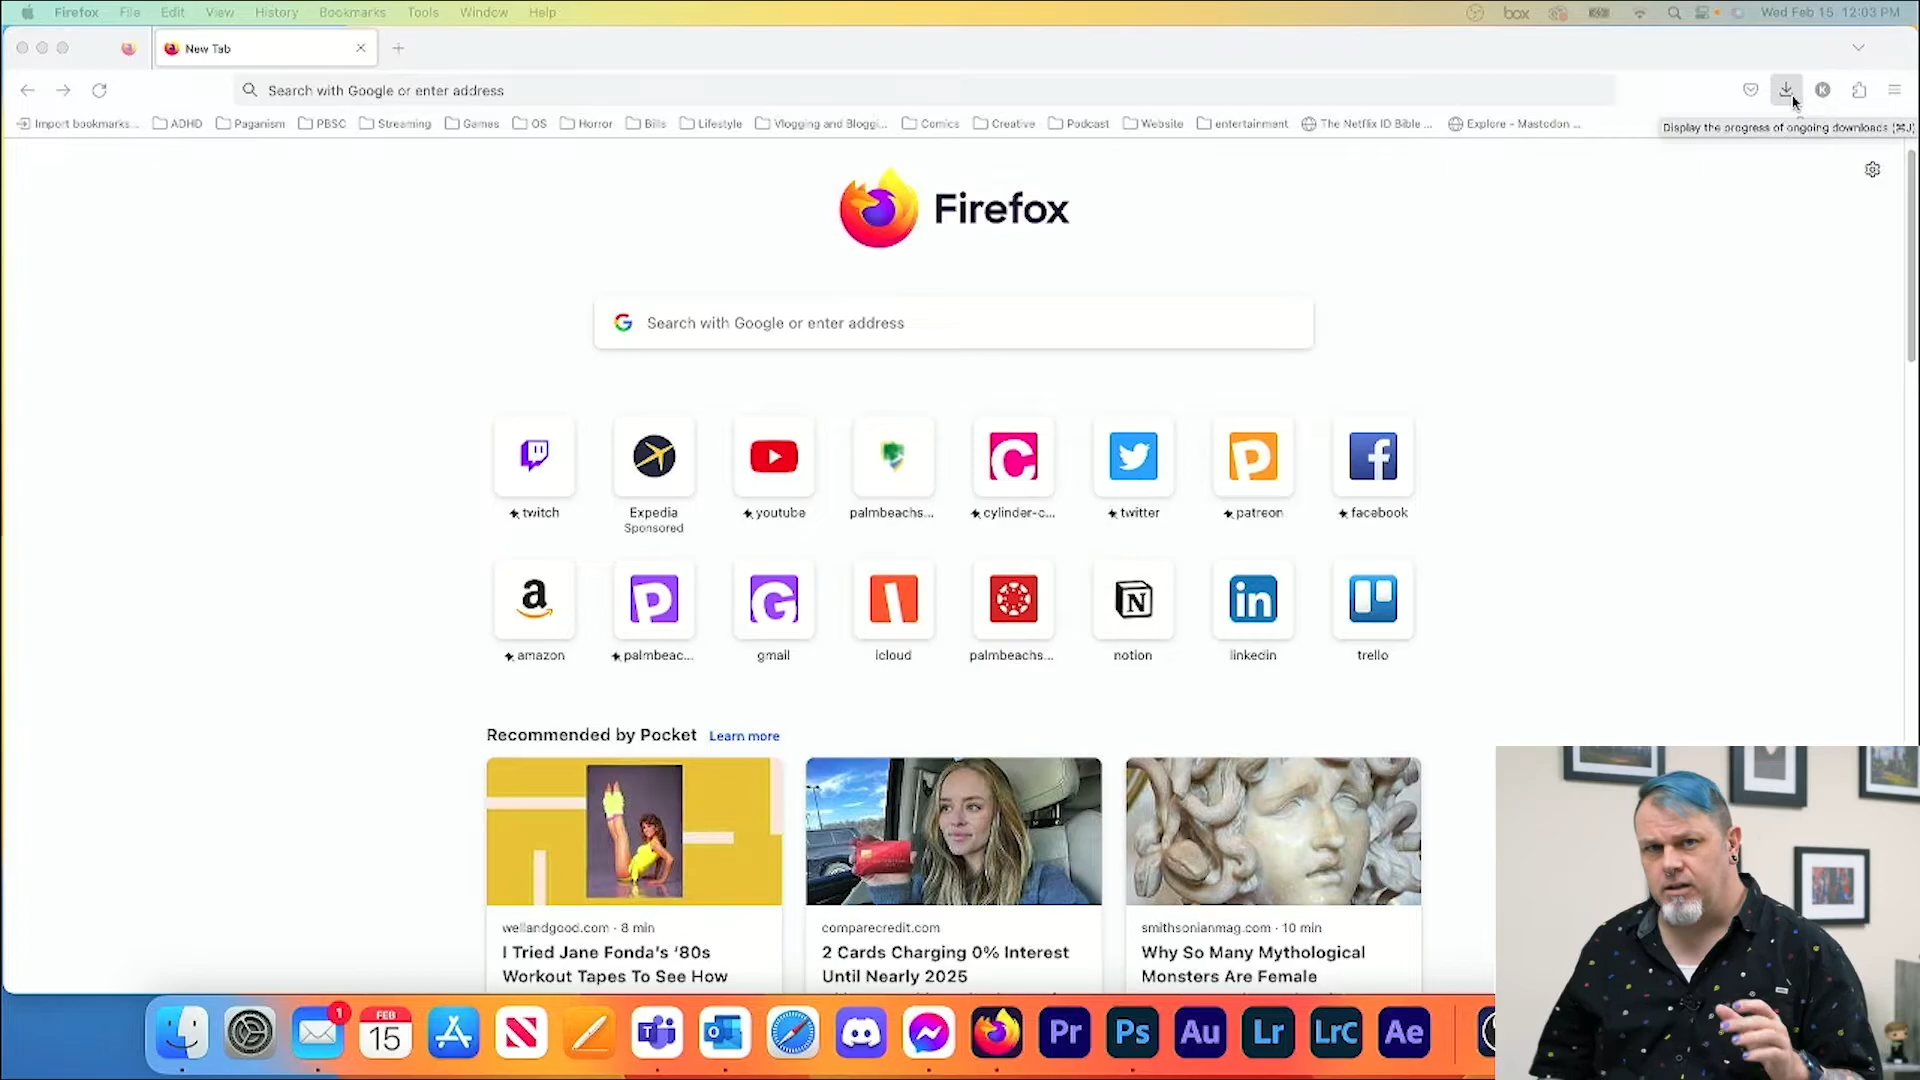 Firefox File Edit View History Bookmarks Tools Window Help
box Wed Feb 15 12:03 PM
New Tab
Search with Google or enter address
Import bookmarks... ADHD Paganism PBSC Streaming Games OS Horror Bills Lifestyle Vlogging and Bloggi... Comics Creative Podcast Website entertainment The Netflix ID Bible ... Explore - Mastodon ...
Display the progress of ongoing downloads (⌘J)
Firefox
Search with Google or enter address
twitch Expedia youtube palmbeachs... cylinder-c... twitter patreon facebook
Sponsored
amazon palmbeac... gmail icloud palmbeachs... notion linkedin trello
Recommended by Pocket Learn more
wellandgood.com · 8 min
I Tried Jane Fonda's '80s
Workout Tapes To See How
comparecredit.com
2 Cards Charging 0% Interest
Until Nearly 2025
smithsonianmag.com · 10 min
Why So Many Mythological
Monsters Are Female
1
FEB
15
Pr Ps Au Lr LrC Ae